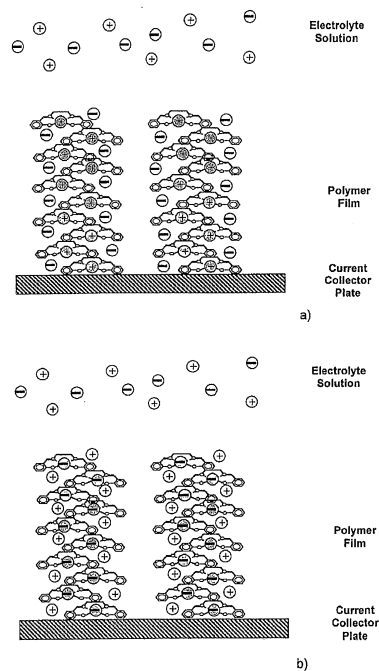 Electrolyte
Solution
Polymer
Film
Current
Collector
Plate
a)
Electrolyte
Solution
Polymer
Film
Current
Collector
Plate
b)